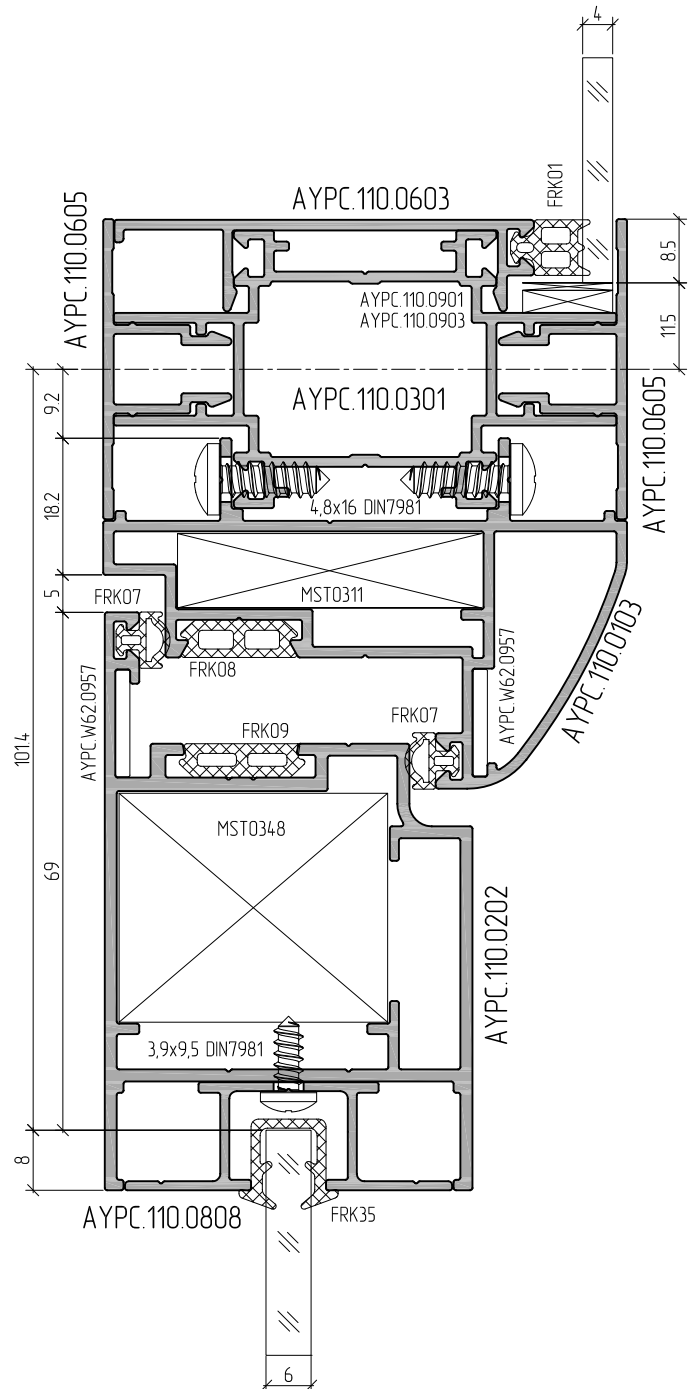 4
FRK01
AYPC.110.0603
AYPC.110.0605
8.5
AYPC.110.0901
AYPC.110.0903
11.5
AYPC.110.0301
9.2
AYPC.110.0605
18.2
4,8x16 DIN7981
MST0311
5
FRK07
FRK08
AYPC.W62.0957
AYPC.W62.0957
AYPC.110.0103
FRK07
FRK09
101.4
MST0348
69
AYPC.110.0202
3,9x9,5 DIN7981
8
AYPC.110.0808
FRK35
6